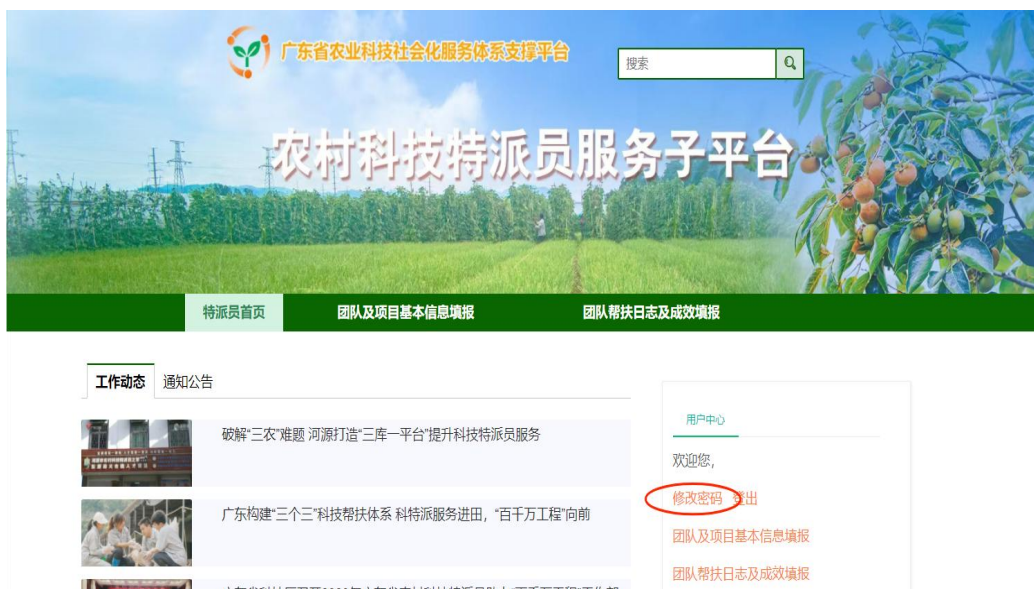 广东省农业科技社会化服务体系支撑平台
搜索
农村科技特派员服务子平台
特派员首页 团队及项目基本信息填报 团队帮扶日志及成效填报
工作动态 通知公告
破解“三农”难题 河源打造“三库一平台”提升科技特派员服务
广东构建“三个三”科技帮扶体系 科特派服务进田，“百千万工程”向前
用户中心
欢迎您，
修改密码 登出
团队及项目基本信息填报
团队帮扶日志及成效填报